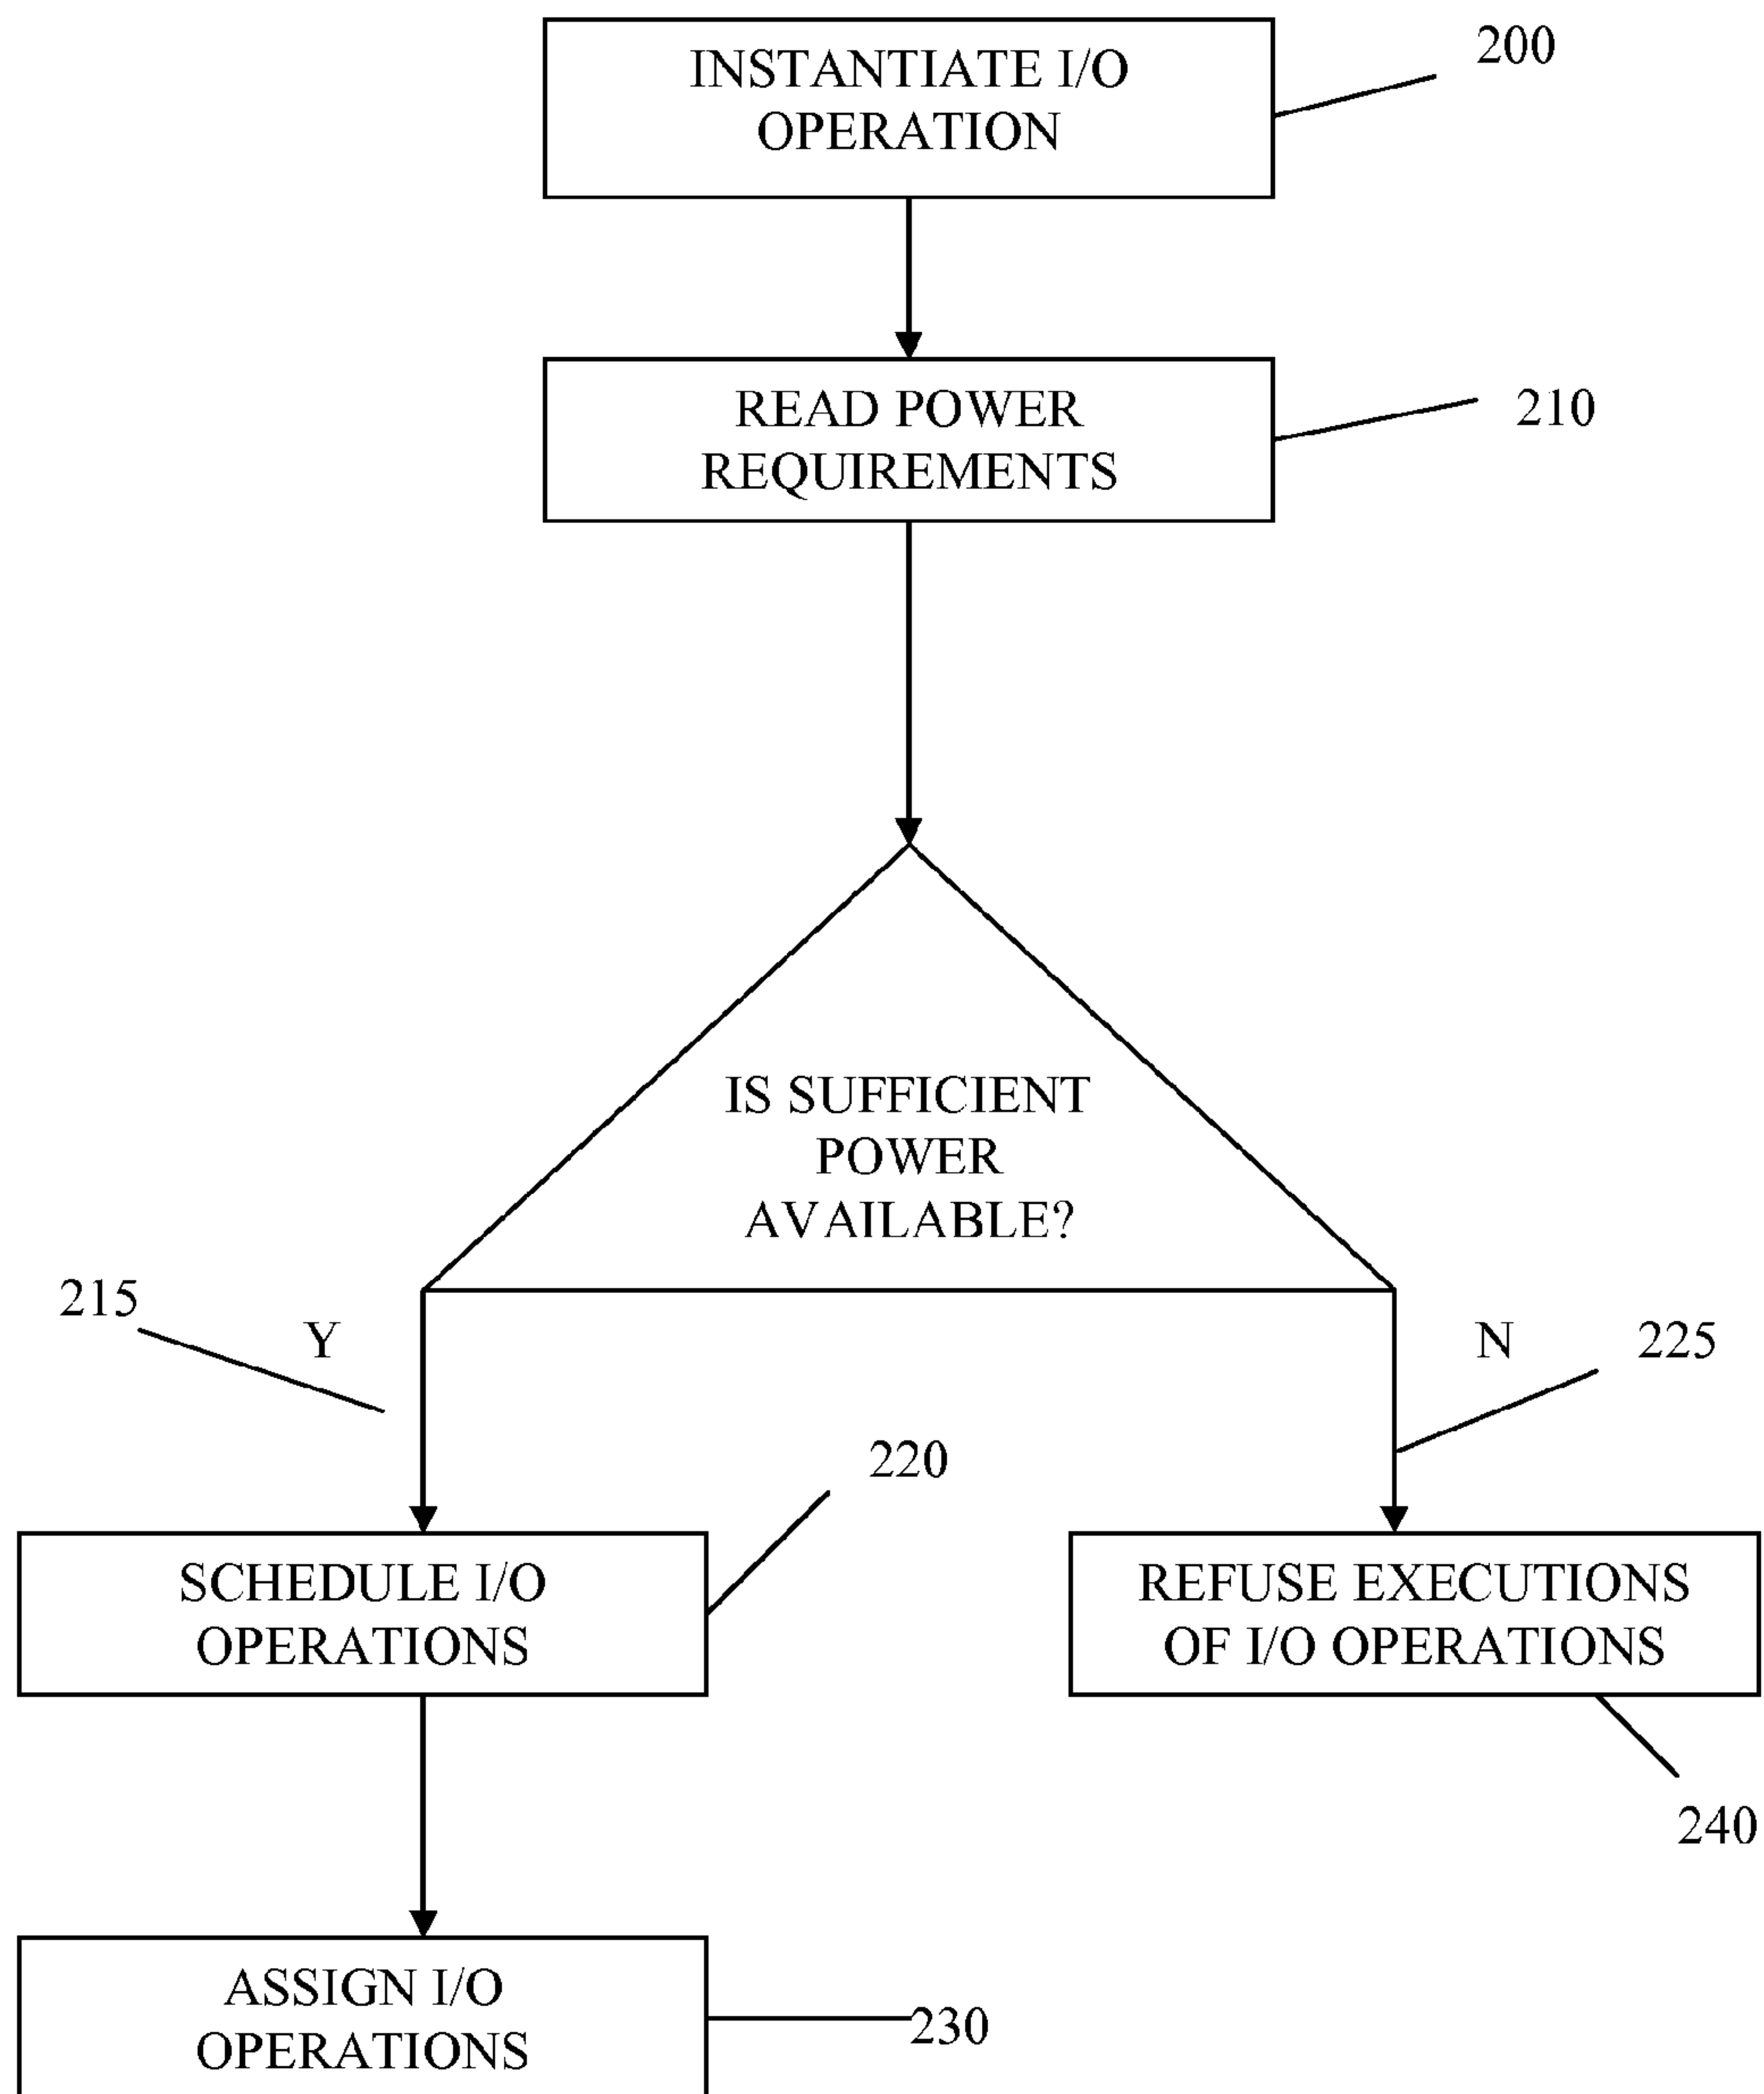 INSTANTIATE I/O
OPERATION
200
READ POWER
REQUIREMENTS
210
IS SUFFICIENT
POWER
AVAILABLE?
215
Y
N
225
220
SCHEDULE I/O
OPERATIONS
REFUSE EXECUTIONS
OF I/O OPERATIONS
240
ASSIGN I/O
OPERATIONS
230